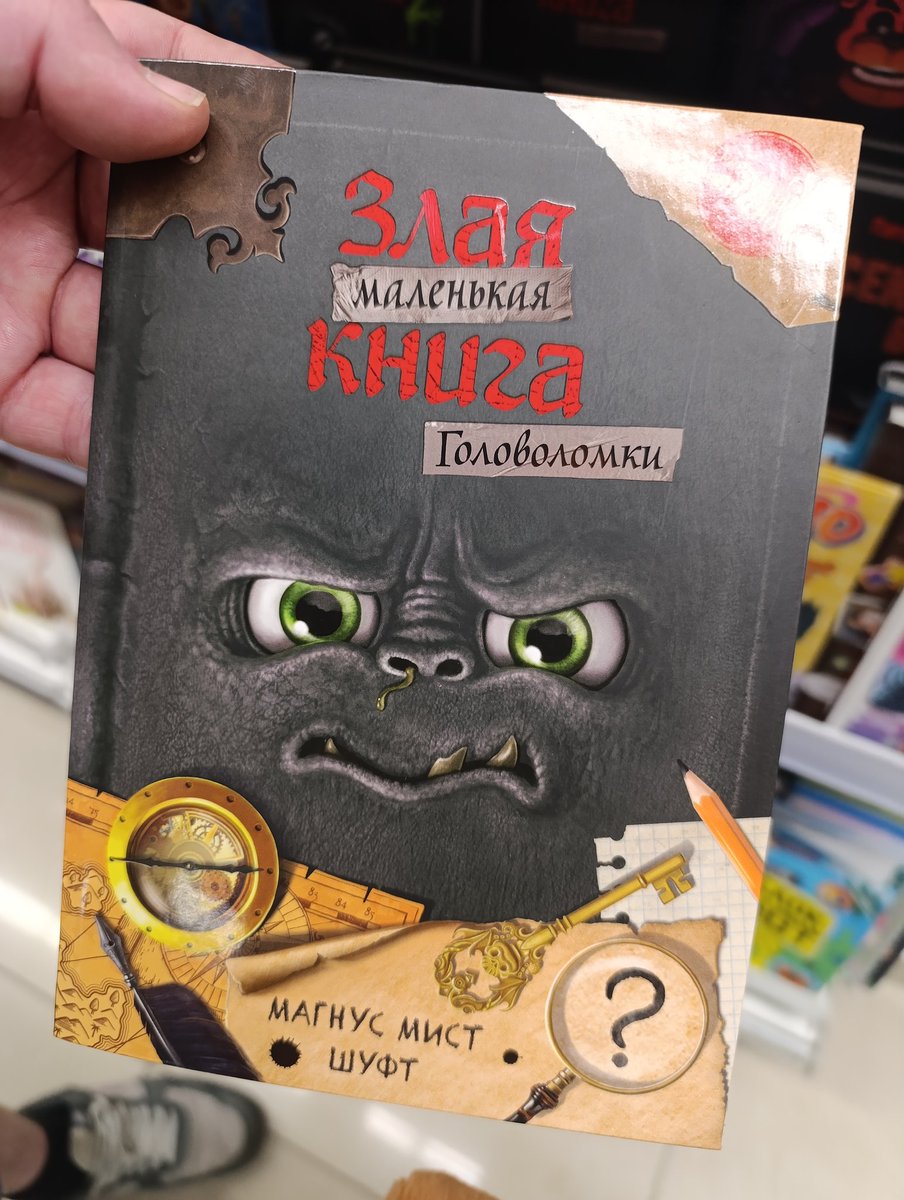 Злая
маленькая
книга
Головоломки
МАГНУС МИСТ
ШУФТ
?